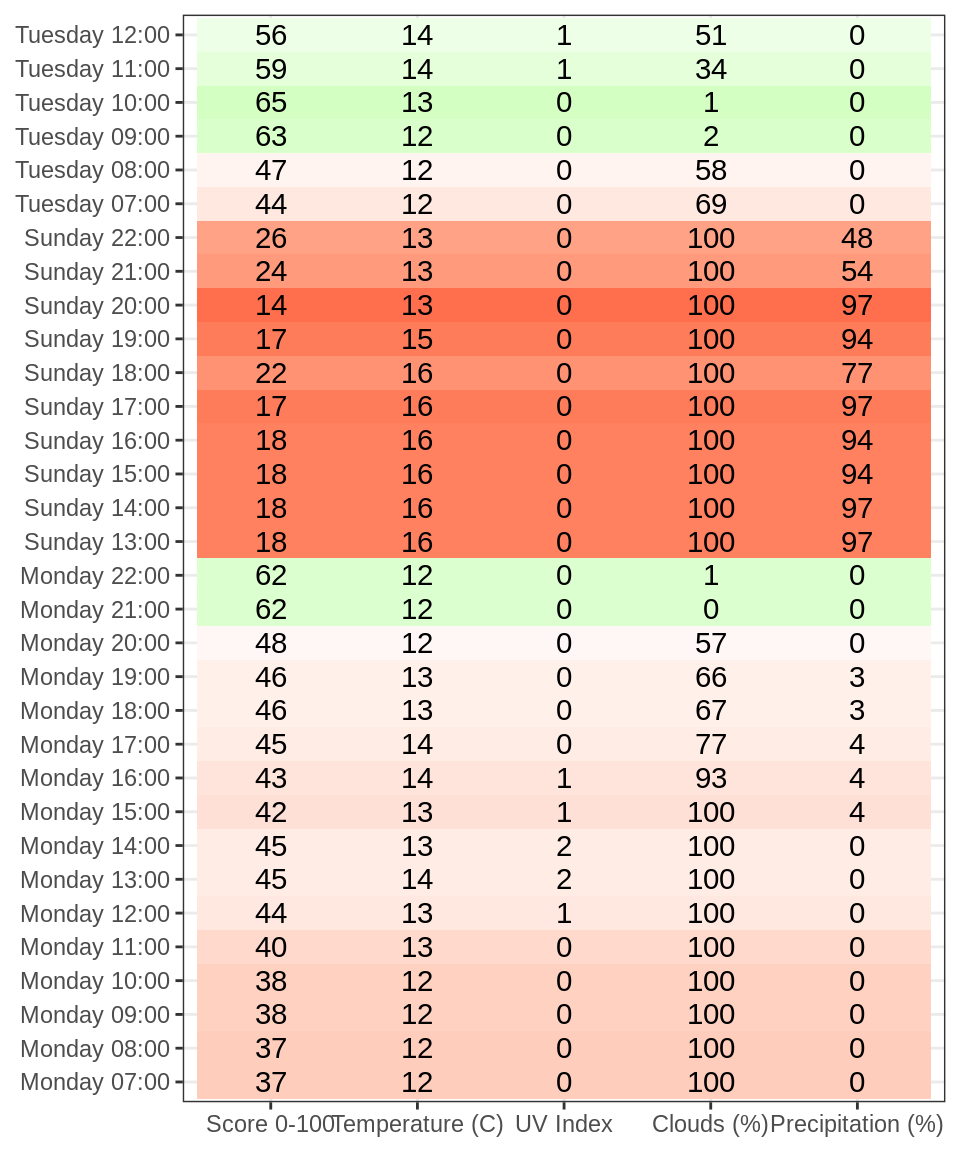 Tuesday 12:00 56 14 1 51 0
Tuesday 11:00 59 14 1 34 0
Tuesday 10:00 65 13 0 1 0
Tuesday 09:00 63 12 0 2 0
Tuesday 08:00 47 12 0 58 0
Tuesday 07:00 44 12 0 69 0
Sunday 22:00 26 13 0 100 48
Sunday 21:00 24 13 0 100 54
Sunday 20:00 14 13 0 100 97
Sunday 19:00 17 15 0 100 94
Sunday 18:00 22 16 0 100 77
Sunday 17:00 17 16 0 100 97
Sunday 16:00 18 16 0 100 94
Sunday 15:00 18 16 0 100 94
Sunday 14:00 18 16 0 100 97
Sunday 13:00 18 16 0 100 97
Monday 22:00 62 12 0 1 0
Monday 21:00 62 12 0 0 0
Monday 20:00 48 12 0 57 0
Monday 19:00 46 13 0 66 3
Monday 18:00 46 13 0 67 3
Monday 17:00 45 14 0 77 4
Monday 16:00 43 14 1 93 4
Monday 15:00 42 13 1 100 4
Monday 14:00 45 13 2 100 0
Monday 13:00 45 14 2 100 0
Monday 12:00 44 13 1 100 0
Monday 11:00 40 13 0 100 0
Monday 10:00 38 12 0 100 0
Monday 09:00 38 12 0 100 0
Monday 08:00 37 12 0 100 0
Monday 07:00 37 12 0 100 0
Score 0-100 Temperature (C) UV Index Clouds (%) Precipitation (%)